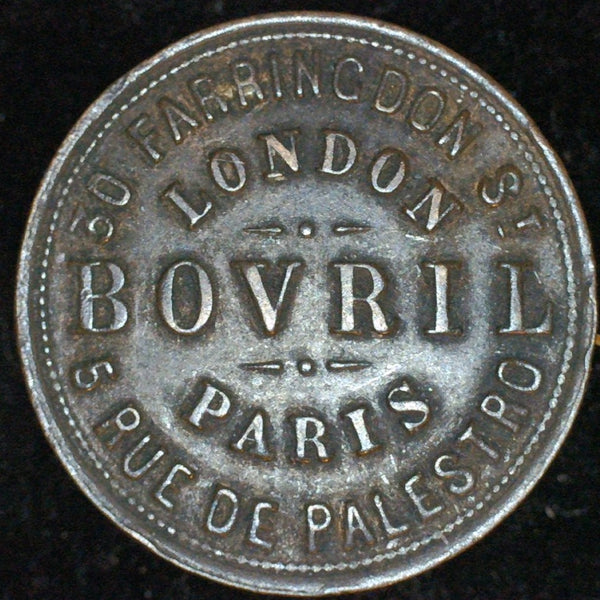 30 FARRINGDON ST
LONDON
BOVRIL
PARIS
5 RUE DE PALESTRO